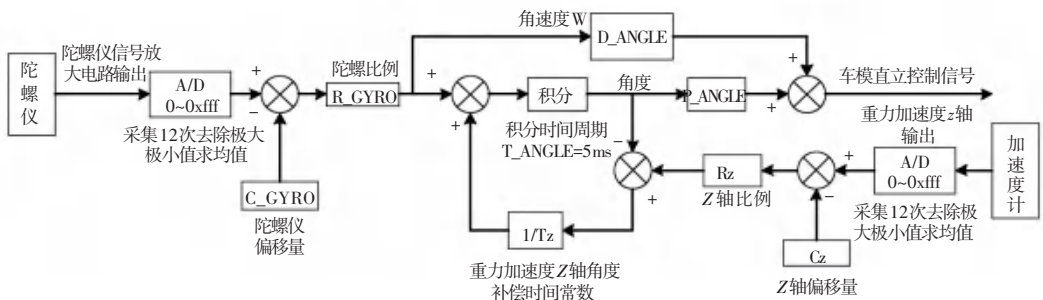 陀螺仪
陀螺仪信号放
大电路输出
A/D
0~0xfff
采集12次去除极大
极小值求均值
+
−
C_GYRO
陀螺仪
偏移量
陀螺比例
R_GYRO
+
+
积分
积分时间周期
T_ANGLE=5ms
角度
角速度W
D_ANGLE
P_ANGLE
+
+
车模直立控制信号
重力加速度z轴
输出
A/D
0~0xfff
采集12次去除极
大极小值求均值
加速度计
+
−
Cz
Z轴偏移量
Rz
Z轴比例
−
+
1/Tz
重力加速度Z轴角度
补偿时间常数